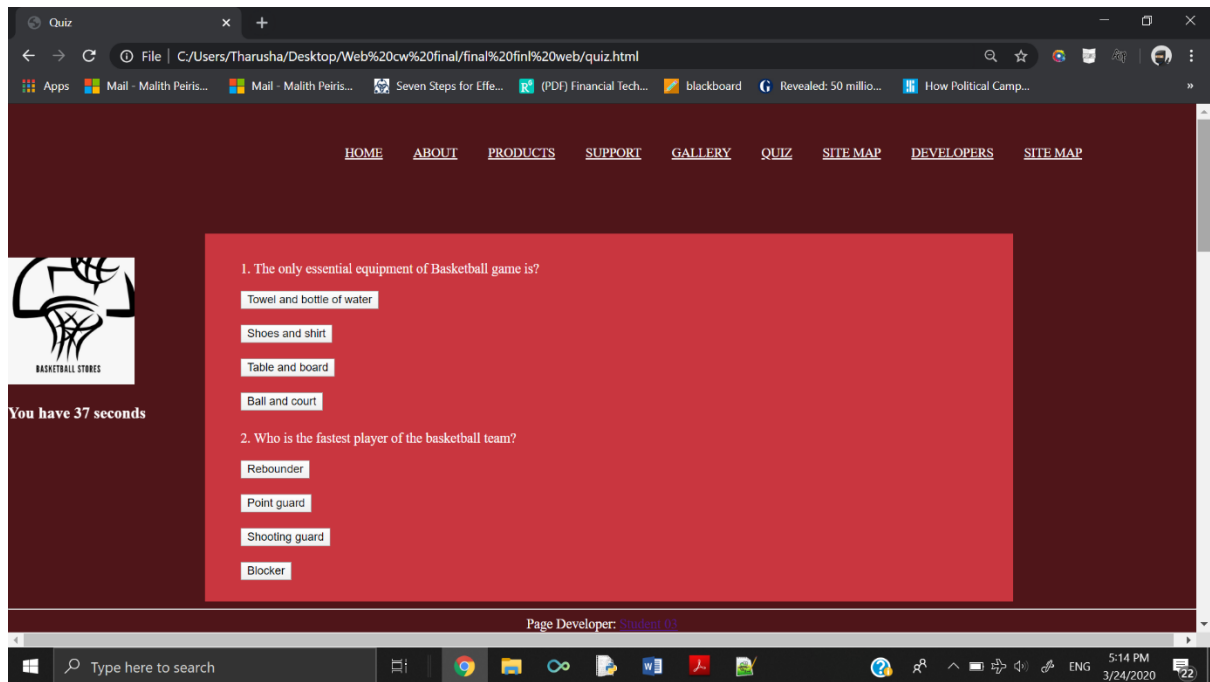 Quiz
File | C:/Users/Tharusha/Desktop/Web%20cw%20final/final%20finl%20web/quiz.html
Apps Mail - Malith Peiris... Mail - Malith Peiris... Seven Steps for Effe... (PDF) Financial Tech... blackboard Revealed: 50 millio... How Political Camp... »
HOME ABOUT PRODUCTS SUPPORT GALLERY QUIZ SITE MAP DEVELOPERS SITE MAP
BASKETBALL STORES
You have 37 seconds
1. The only essential equipment of Basketball game is?
Towel and bottle of water
Shoes and shirt
Table and board
Ball and court
2. Who is the fastest player of the basketball team?
Rebounder
Point guard
Shooting guard
Blocker
Page Developer: Student 03
Type here to search
ENG
5:14 PM
3/24/2020
22